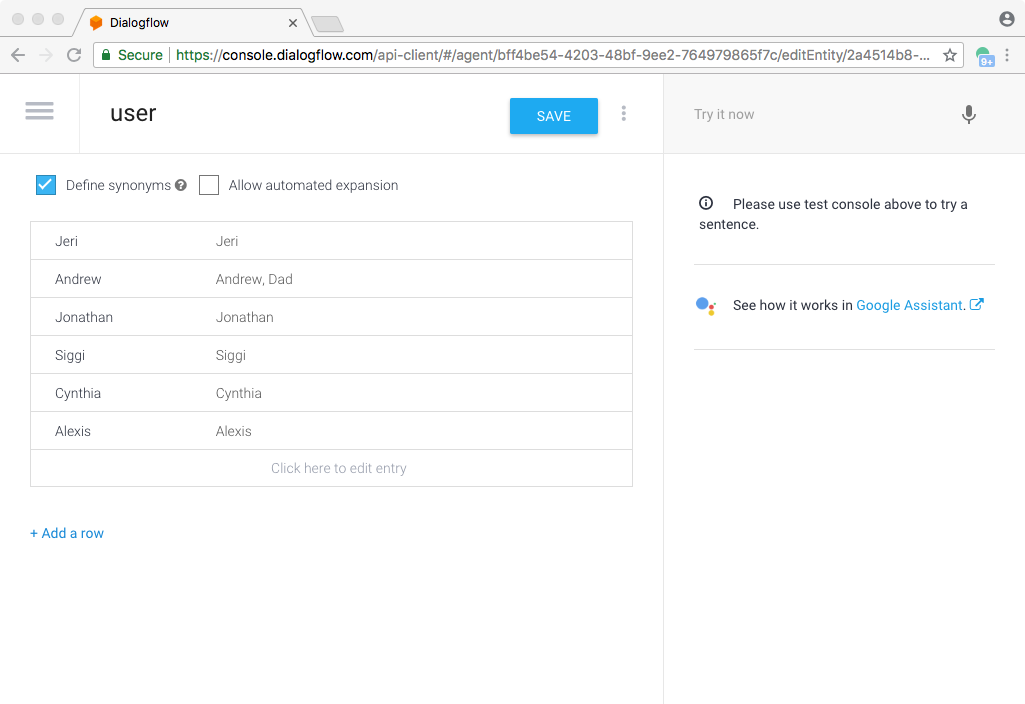 Dialogflow
Secure https://console.dialogflow.com/api-client/#/agent/bff4be54-4203-48bf-9ee2-764979865f7c/editEntity/2a4514b8-...
9+
user
SAVE
Try it now
Define synonyms ? Allow automated expansion
Jeri Jeri
Andrew Andrew, Dad
Jonathan Jonathan
Siggi Siggi
Cynthia Cynthia
Alexis Alexis
Click here to edit entry
+ Add a row
Please use test console above to try a
sentence.
See how it works in Google Assistant.